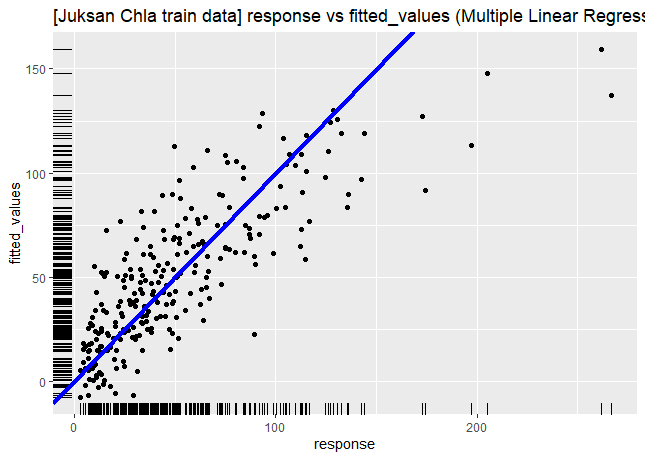 [Juksan Chla train data] response vs fitted_values (Multiple Linear Regress
fitted_values
150
100
50
0
0 100 200
response